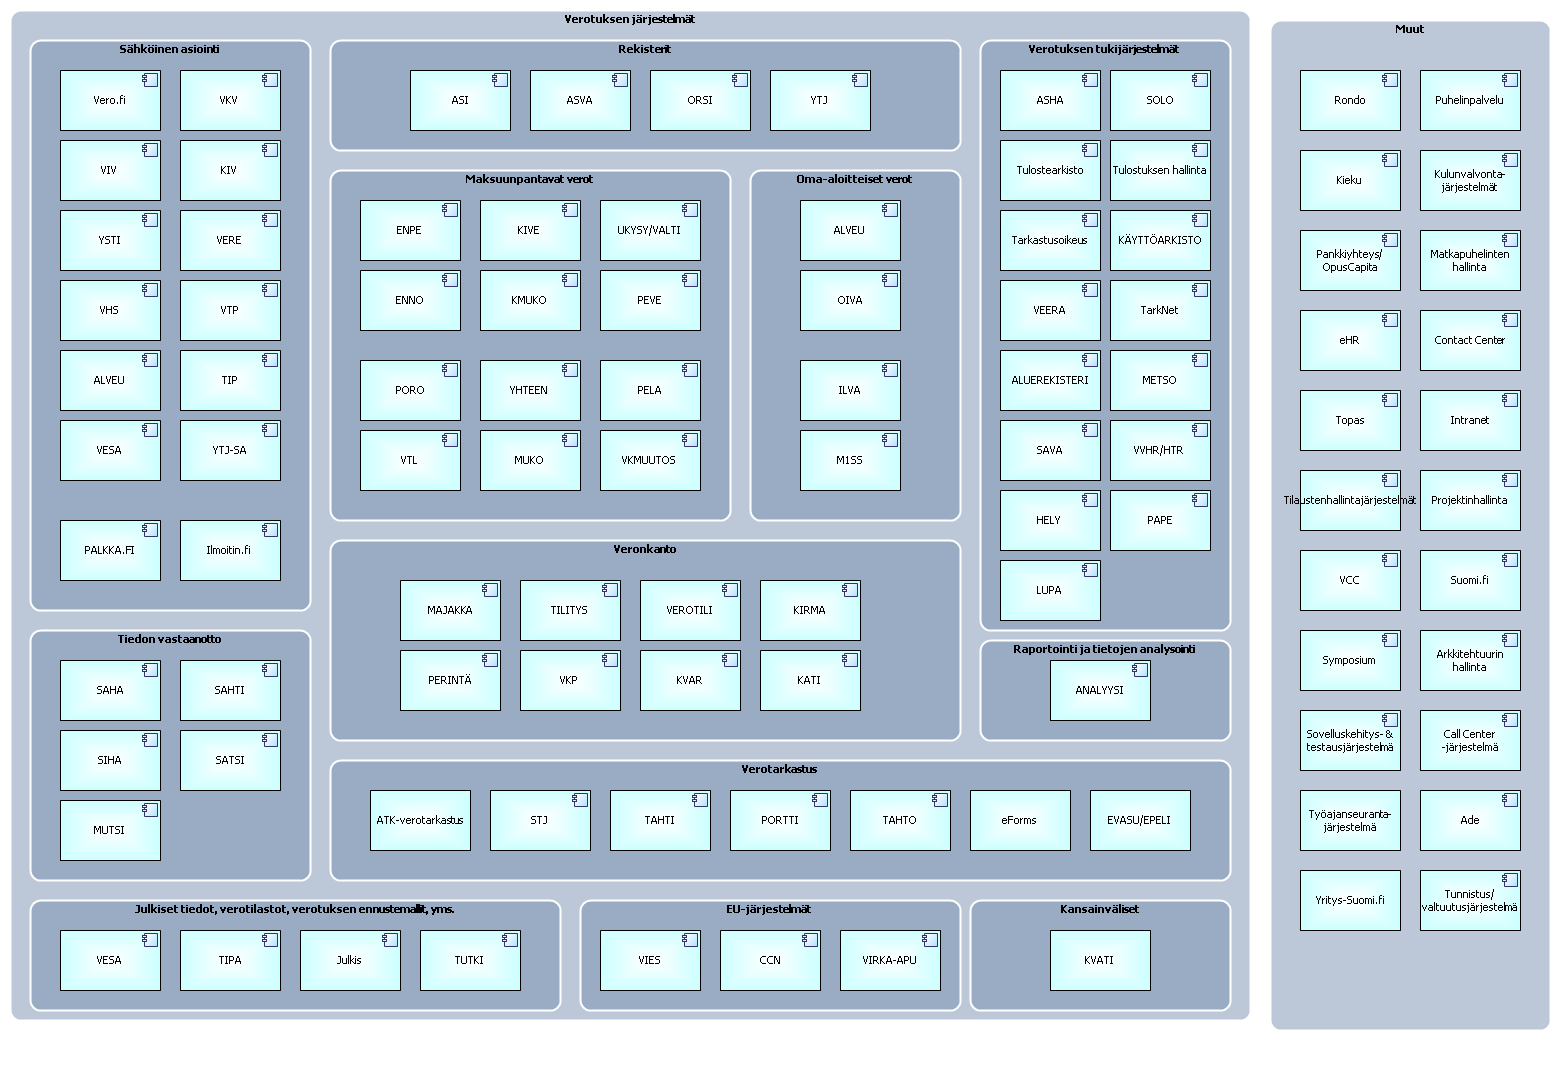 Verotuksen järjestelmät
Sähköinen asiointi
Vero.fi
VKV
VIV
KIV
YSTI
VERE
VHS
VTP
ALVEU
TIP
VESA
YTJ-SA
PALKKA.FI
Ilmoitin.fi
Rekisterit
ASI
ASVA
ORSI
YTJ
Maksuunpantavat verot
ENPE
KIVE
UKYSY/VALTI
ENNO
KMUKO
PEVE
PORO
YHTEEN
PELA
VTL
MUKO
VKMUUTOS
Oma-aloitteiset verot
ALVEU
OIVA
ILVA
M1SS
Verotuksen tukijärjestelmät
ASHA
SOLO
Tulostearkisto
Tulostuksen hallinta
Tarkastusoikeus
KÄYTTÖARKISTO
VEERA
TarkNet
ALUEREKISTERI
METSO
SAVA
VVHR/HTR
HELY
PAPE
LUPA
Tiedon vastaanotto
SAHA
SAHTI
SIHA
SATSI
MUTSI
Veronkanto
MAJAKKA
TILITYS
VEROTILI
KIRMA
PERINTÄ
VKP
KVAR
KATI
Raportointi ja tietojen analysointi
ANALYYSI
Verotarkastus
ATK-verotarkastus
STJ
TAHTI
PORTTI
TAHTO
eForms
EVASU/EPELI
Julkiset tiedot, verotilastot, verotuksen ennustemallit, yms.
VESA
TIPA
Julkis
TUTKI
EU-järjestelmät
VIES
CCN
VIRKA-APU
Kansainväliset
KVATI
Muut
Rondo
Puhelinpalvelu
Kieku
Kulunvalvonta-
järjestelmät
Pankkiyhteys/
OpusCapita
Matkapuhelinten
hallinta
eHR
Contact Center
Topas
Intranet
Tilaustenhallintajärjestelmät
Projektinhallinta
VCC
Suomi.fi
Symposium
Arkkitehtuurin
hallinta
Sovelluskehitys- &
testausjärjestelmä
Call Center
-järjestelmä
Työajanseuranta-
järjestelmä
Ade
Yritys-Suomi.fi
Tunnistus/
valtuutusjärjestelmä